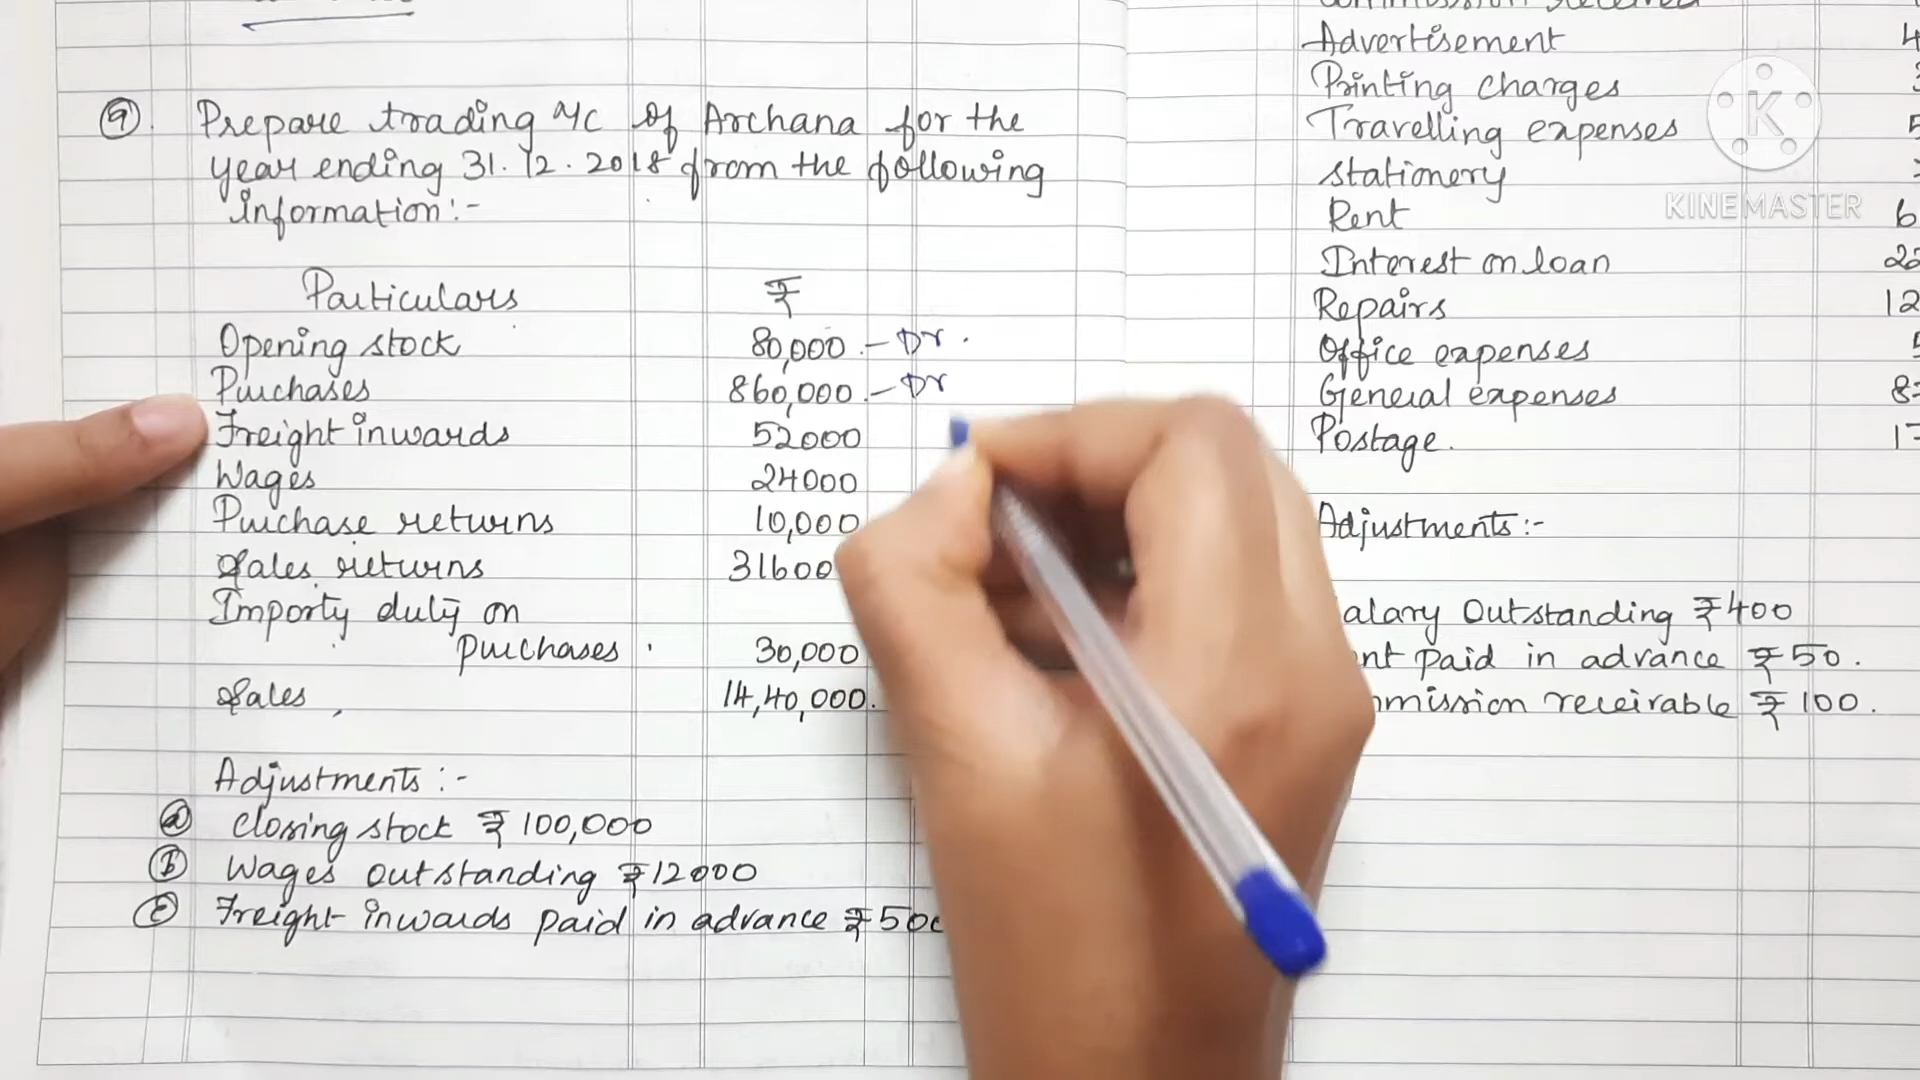 9. Prepare trading a/c of Archana for the
year ending 31.12.2018 from the following
information:-
Particulars ₹
Opening stock 80,000 - Dr.
Purchases 860,000 - Dr
Freight inwards 52000
Wages 24000
Purchase returns 10,000
Sales returns 31600
Importy duty on
purchases. 30,000
Sales, 14,40,000.
Adjustments :-
a closing stock ₹ 100,000
b Wages outstanding ₹12000
c Freight inwards paid in advance
Advertisement
Printing charges
Travelling expenses
Stationery
Rent
Interest on loan
Repairs
Office expenses
General expenses
Postage.
Adjustments:-
Outstanding ₹400
paid in advance ₹ 50.
receivable ₹ 100.
K
KINEMASTER